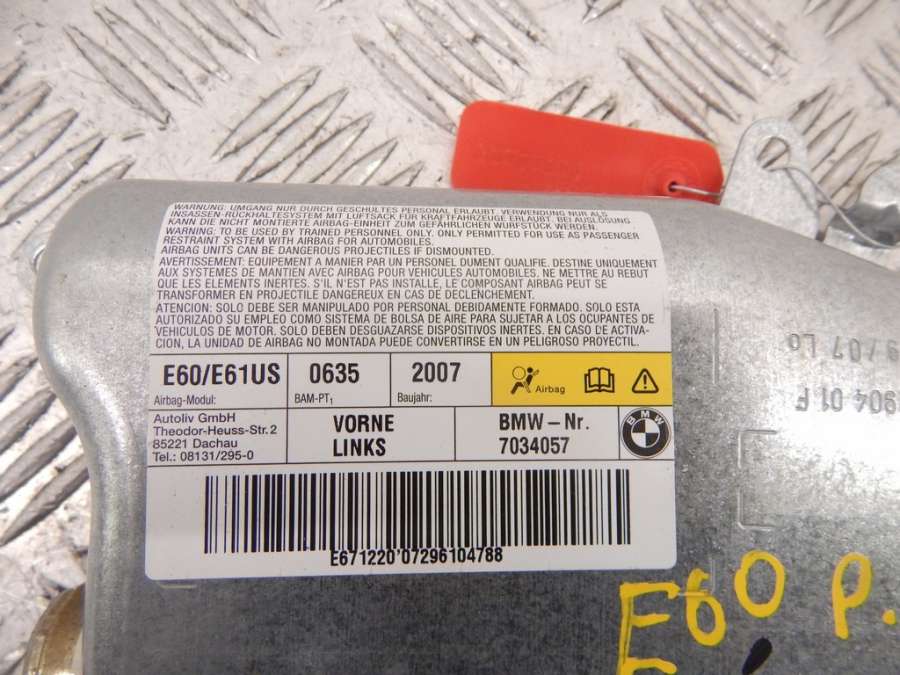 WARNUNG: UMGANG NUR DURCH GESCHULTES PERSONAL ERLAUBT. VERWENDUNG NUR ALS
INSASSEN-RÜCKHALTESYSTEM MIT LUFTSACK FÜR KRAFTFAHRZEUGE ERLAUBT. BEI AUSLÖSUNG
KANN DIE NICHT MONTIERTE AIRBAG-EINHEIT ZUM GEFÄHRLICHEN WURFSTÜCK WERDEN.
WARNING: TO BE USED BY TRAINED PERSONNEL ONLY. ONLY PERMITTED FOR USE AS PASSENGER
RESTRAINT SYSTEM WITH AIRBAG FOR AUTOMOBILES.
AIRBAG UNITS CAN BE DANGEROUS PROJECTILES IF DISMOUNTED.
AVERTISSEMENT: EQUIPEMENT A MANIER PAR UN PERSONEL DUMENT QUALIFIE. DESTINE UNIQUEMENT
AUX SYSTEMES DE MANTIEN AVEC AIRBAG POUR VEHICULES AUTOMOBILES. NE METTRE AU REBUT
QUE LES ELEMENTS INERTES. S'IL N'EST PAS INSTALLE, LE COMPOSANT AIRBAG PEUT SE
TRANSFORMER EN PROJECTILE DANGEREUX EN CAS DE DECLENCHEMENT.
ATENCION: SOLO DEBE SER MANIPULADO POR PERSONAL DEBIDAMENTE FORMADO. SOLO ESTA
AUTORIZADO SU EMPLEO COMO SISTEMA DE BOLSA DE AIRE PARA SUJETAR A LOS OCUPANTES DE
VEHICULOS DE MOTOR. SOLO DEBEN DESGUAZARSE DISPOSITIVOS INERTES. EN CASO DE ACTIVA-
CION, LA UNIDAD DE AIRBAG NO MONTADA PUEDE CONVERTIRSE EN UN PELIGROSO PROYECTIL.
E60/E61US 0635 2007 Airbag
Airbag-Modul: BAM-PT1 Baujahr:
Autoliv GmbH
Theodor-Heuss-Str.2
85221 Dachau
Tel.: 08131/295-0
VORNE
LINKS
BMW-Nr.
7034057
BMW
E671220'07296104788
9/07 L6
904 01 F
E60 P.